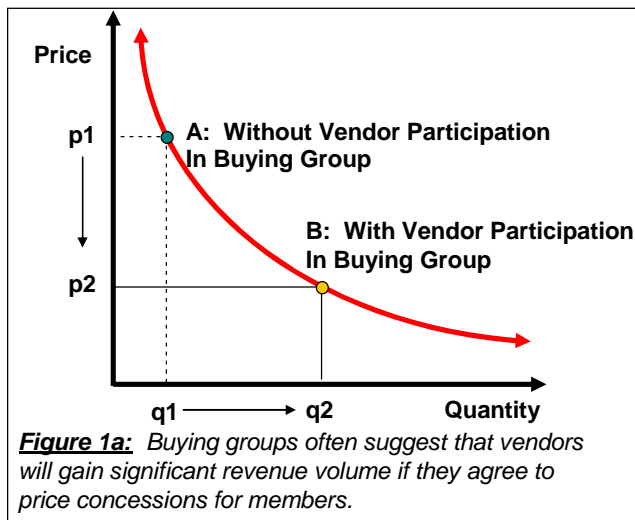 Price
p1
A: Without Vendor Participation
In Buying Group
B: With Vendor Participation
In Buying Group
p2
q1
q2
Quantity
Figure 1a: Buying groups often suggest that vendors
will gain significant revenue volume if they agree to
price concessions for members.